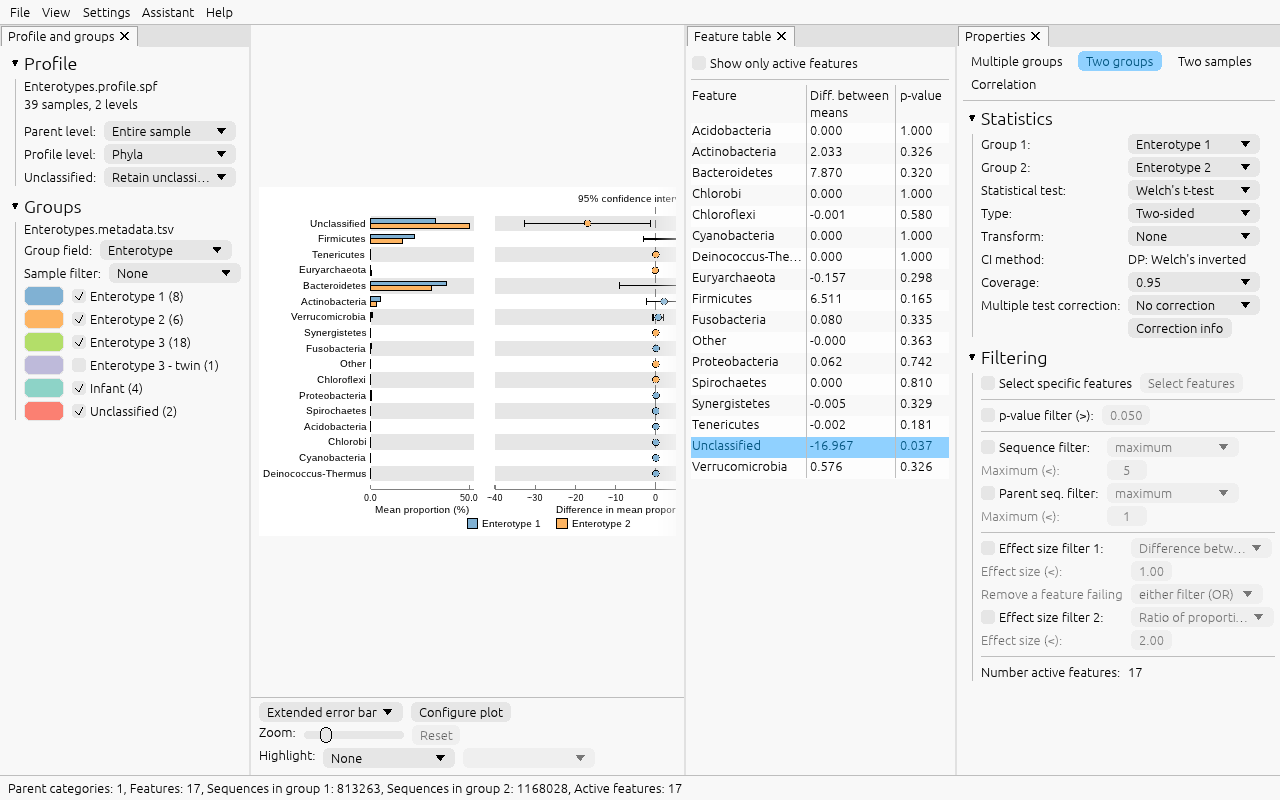 File View Settings Assistant Help
Profile and groups
Profile
Enterotypes.profile.spf
39 samples, 2 levels
Parent level: Entire sample
Profile level: Phyla
Unclassified: Retain unclassi...
Groups
Enterotypes.metadata.tsv
Group field: Enterotype
Sample filter: None
Enterotype 1 (8)
Enterotype 2 (6)
Enterotype 3 (18)
Enterotype 3 - twin (1)
Infant (4)
Unclassified (2)
95% confidence
Unclassified
Firmicutes
Tenericutes
Euryarchaeota
Bacteroidetes
Actinobacteria
Verrucomicrobia
Synergistetes
Fusobacteria
Other
Chloroflexi
Proteobacteria
Spirochaetes
Acidobacteria
Chlorobi
Cyanobacteria
Deinococcus-Thermus
0.0 50.0 −40 −30 −20 −10 0
Mean proportion (%) Difference in mean propor
Enterotype 1 Enterotype 2
Extended error bar Configure plot
Zoom: Reset
Highlight: None
Feature table
Show only active features
Feature Diff. between means p-value
Acidobacteria 0.000 1.000
Actinobacteria 2.033 0.326
Bacteroidetes 7.870 0.320
Chlorobi 0.000 1.000
Chloroflexi -0.001 0.580
Cyanobacteria 0.000 1.000
Deinococcus-The... 0.000 1.000
Euryarchaeota -0.157 0.298
Firmicutes 6.511 0.165
Fusobacteria 0.080 0.335
Other -0.000 0.363
Proteobacteria 0.062 0.742
Spirochaetes 0.000 0.810
Synergistetes -0.005 0.329
Tenericutes -0.002 0.181
Unclassified -16.967 0.037
Verrucomicrobia 0.576 0.326
Properties
Multiple groups Two groups Two samples
Correlation
Statistics
Group 1: Enterotype 1
Group 2: Enterotype 2
Statistical test: Welch's t-test
Type: Two-sided
Transform: None
CI method: DP: Welch's inverted
Coverage: 0.95
Multiple test correction: No correction
Correction info
Filtering
Select specific features Select features
p-value filter (>): 0.050
Sequence filter: maximum
Maximum (<): 5
Parent seq. filter: maximum
Maximum (<): 1
Effect size filter 1: Difference betw...
Effect size (<): 1.00
Remove a feature failing either filter (OR)
Effect size filter 2: Ratio of proporti...
Effect size (<): 2.00
Number active features: 17
Parent categories: 1, Features: 17, Sequences in group 1: 813263, Sequences in group 2: 1168028, Active features: 17